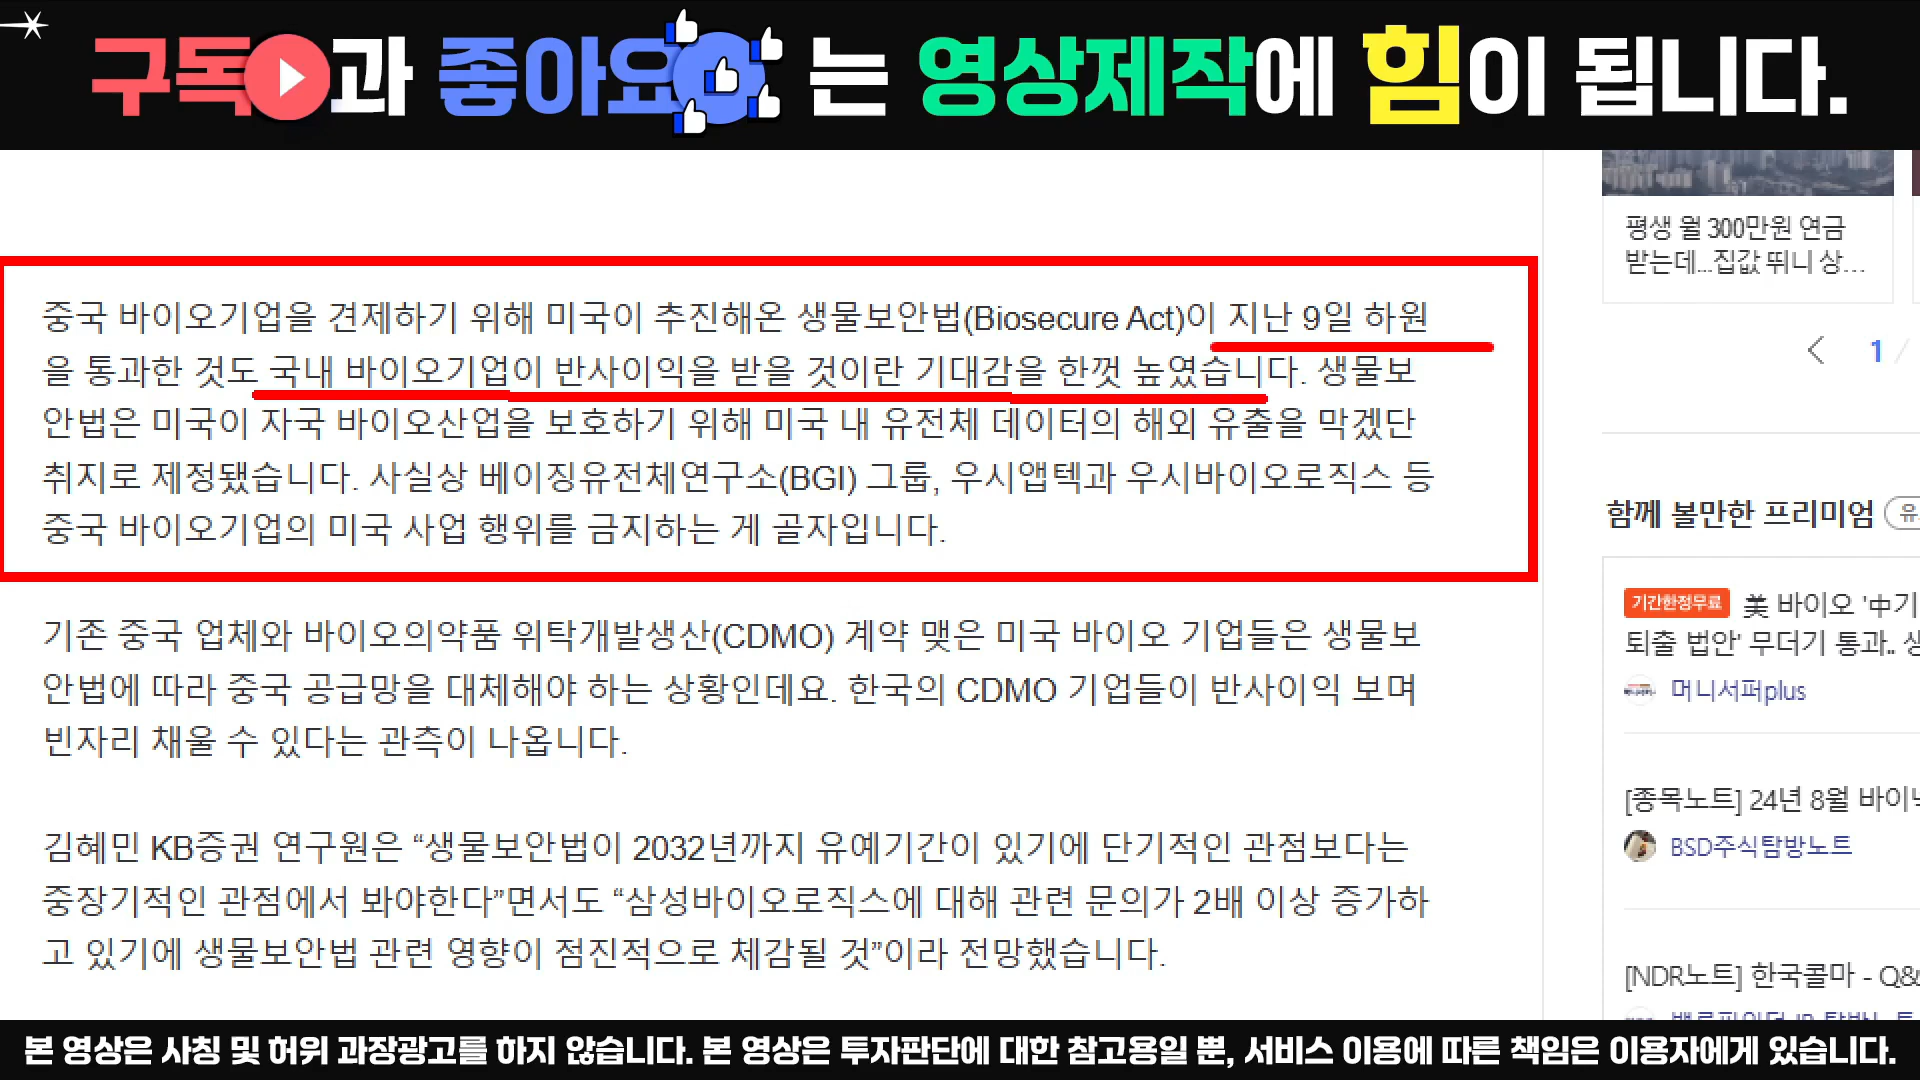 구독과 좋아요 는 영상제작에 힘이 됩니다.
중국 바이오기업을 견제하기 위해 미국이 추진해온 생물보안법(Biosecure Act)이 지난 9일 하원
을 통과한 것도 국내 바이오기업이 반사이익을 받을 것이란 기대감을 한껏 높였습니다. 생물보
안법은 미국이 자국 바이오산업을 보호하기 위해 미국 내 유전체 데이터의 해외 유출을 막겠단
취지로 제정됐습니다. 사실상 베이징유전체연구소(BGI) 그룹, 우시앱텍과 우시바이오로직스 등
중국 바이오기업의 미국 사업 행위를 금지하는 게 골자입니다.
기존 중국 업체와 바이오의약품 위탁개발생산(CDMO) 계약 맺은 미국 바이오 기업들은 생물보
안법에 따라 중국 공급망을 대체해야 하는 상황인데요. 한국의 CDMO 기업들이 반사이익 보며
빈자리 채울 수 있다는 관측이 나옵니다.
김혜민 KB증권 연구원은 “생물보안법이 2032년까지 유예기간이 있기에 단기적인 관점보다는
중장기적인 관점에서 봐야한다”면서도 “삼성바이오로직스에 대해 관련 문의가 2배 이상 증가하
고 있기에 생물보안법 관련 영향이 점진적으로 체감될 것”이라 전망했습니다.
평생 월 300만원 연금
받는데...집값 뛰니 상...
1 /
함께 볼만한 프리미엄 유
기간한정무료 美 바이오 '中기
퇴출 법안' 무더기 통과.. 생
머니서퍼plus
[종목노트] 24년 8월 바이
BSD주식탐방노트
[NDR노트] 한국콜마 - Q&
본 영상은 사칭 및 허위 과장광고를 하지 않습니다. 본 영상은 투자판단에 대한 참고용일 뿐, 서비스 이용에 따른 책임은 이용자에게 있습니다.